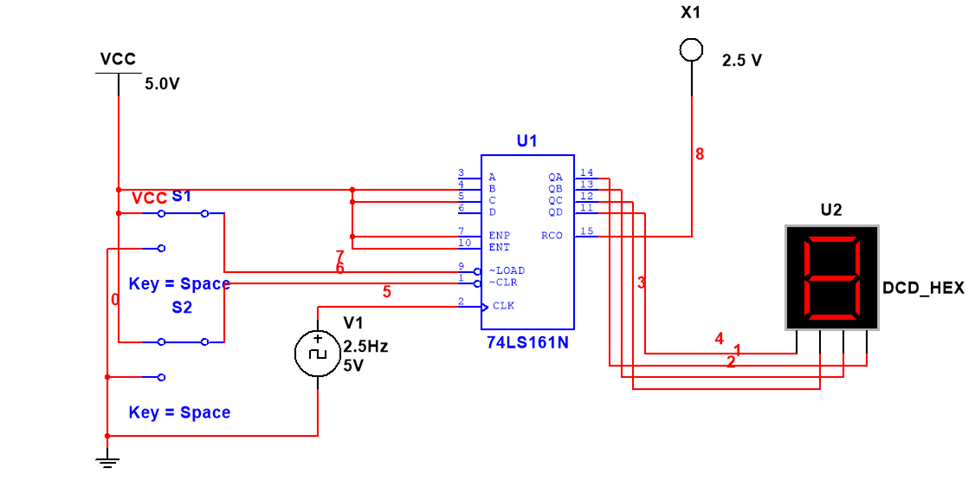 X1
2.5 V
VCC
5.0V
8
U1
3 A QA 14
4 B QB 13
5 C QC 12
6 D QD 11
7 ENP RCO 15
10 ENT
9 ~LOAD
1 ~CLR
2 CLK
74LS161N
VCC S1
7
6
Key = Space
0
S2
5
V1
2.5Hz
5V
Key = Space
U2
DCD_HEX
3
4
1
2